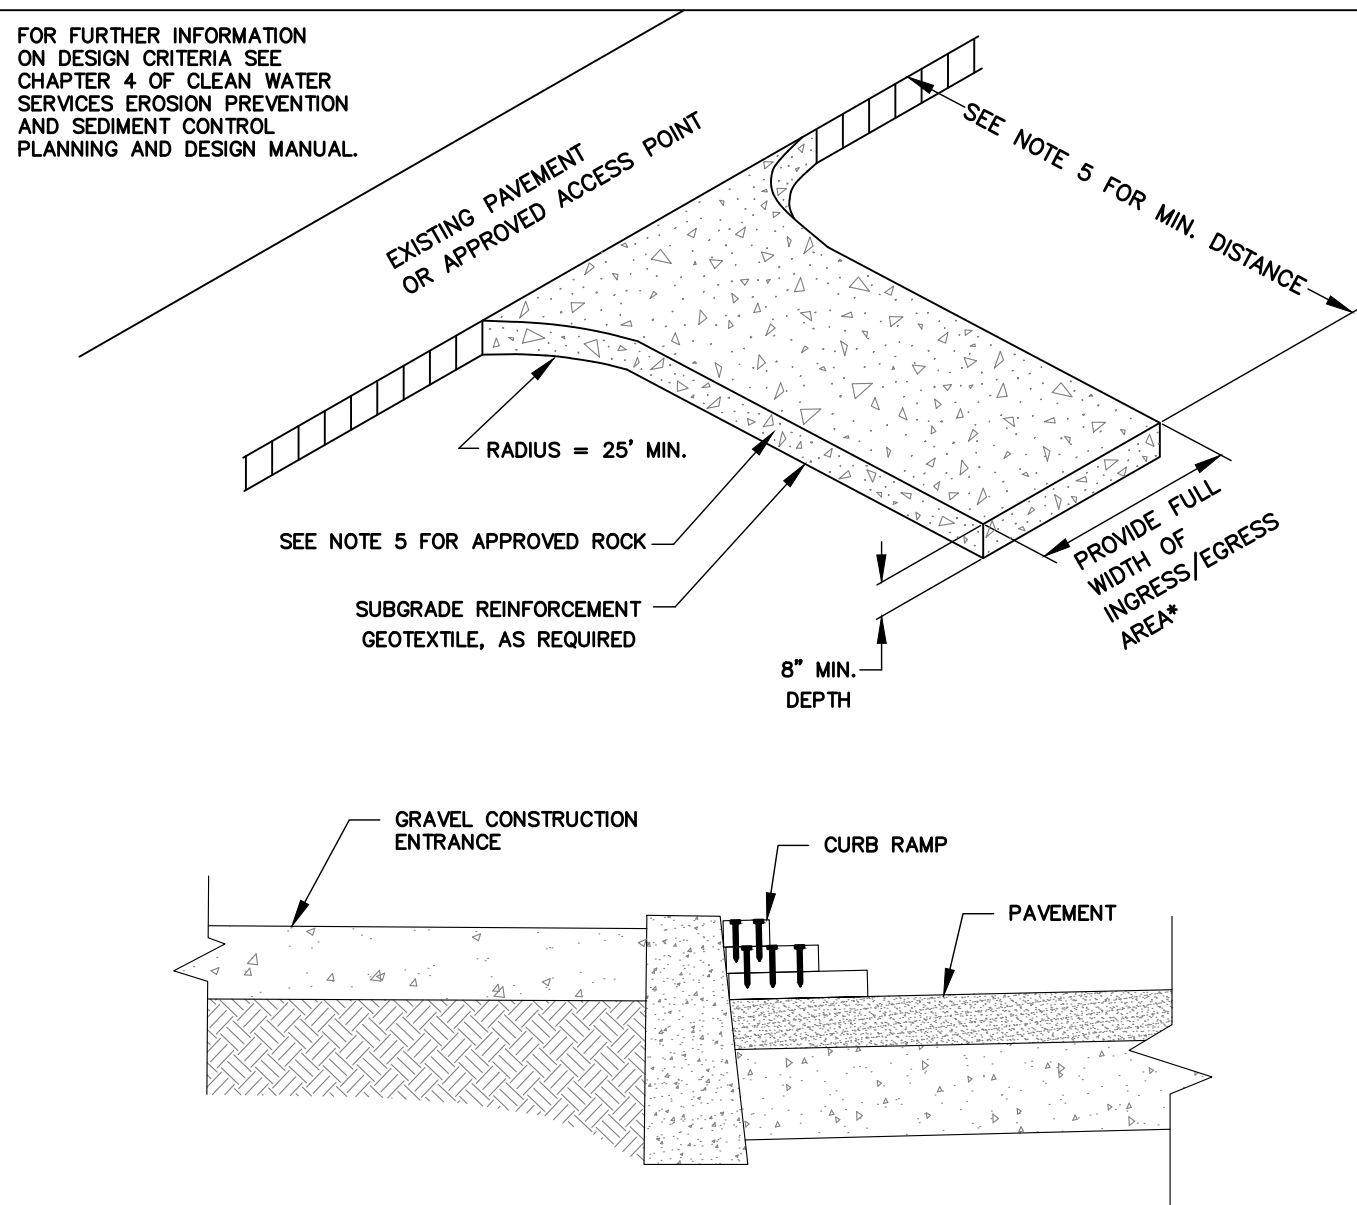 FOR FURTHER INFORMATION
ON DESIGN CRITERIA SEE
CHAPTER 4 OF CLEAN WATER
SERVICES EROSION PREVENTION
AND SEDIMENT CONTROL
PLANNING AND DESIGN MANUAL.
EXISTING PAVEMENT
OR APPROVED ACCESS POINT
SEE NOTE 5 FOR MIN. DISTANCE
RADIUS = 25' MIN.
SEE NOTE 5 FOR APPROVED ROCK
SUBGRADE REINFORCEMENT
GEOTEXTILE, AS REQUIRED
PROVIDE FULL
WIDTH OF
INGRESS/EGRESS
AREA*
8" MIN.
DEPTH
GRAVEL CONSTRUCTION
ENTRANCE
CURB RAMP
PAVEMENT